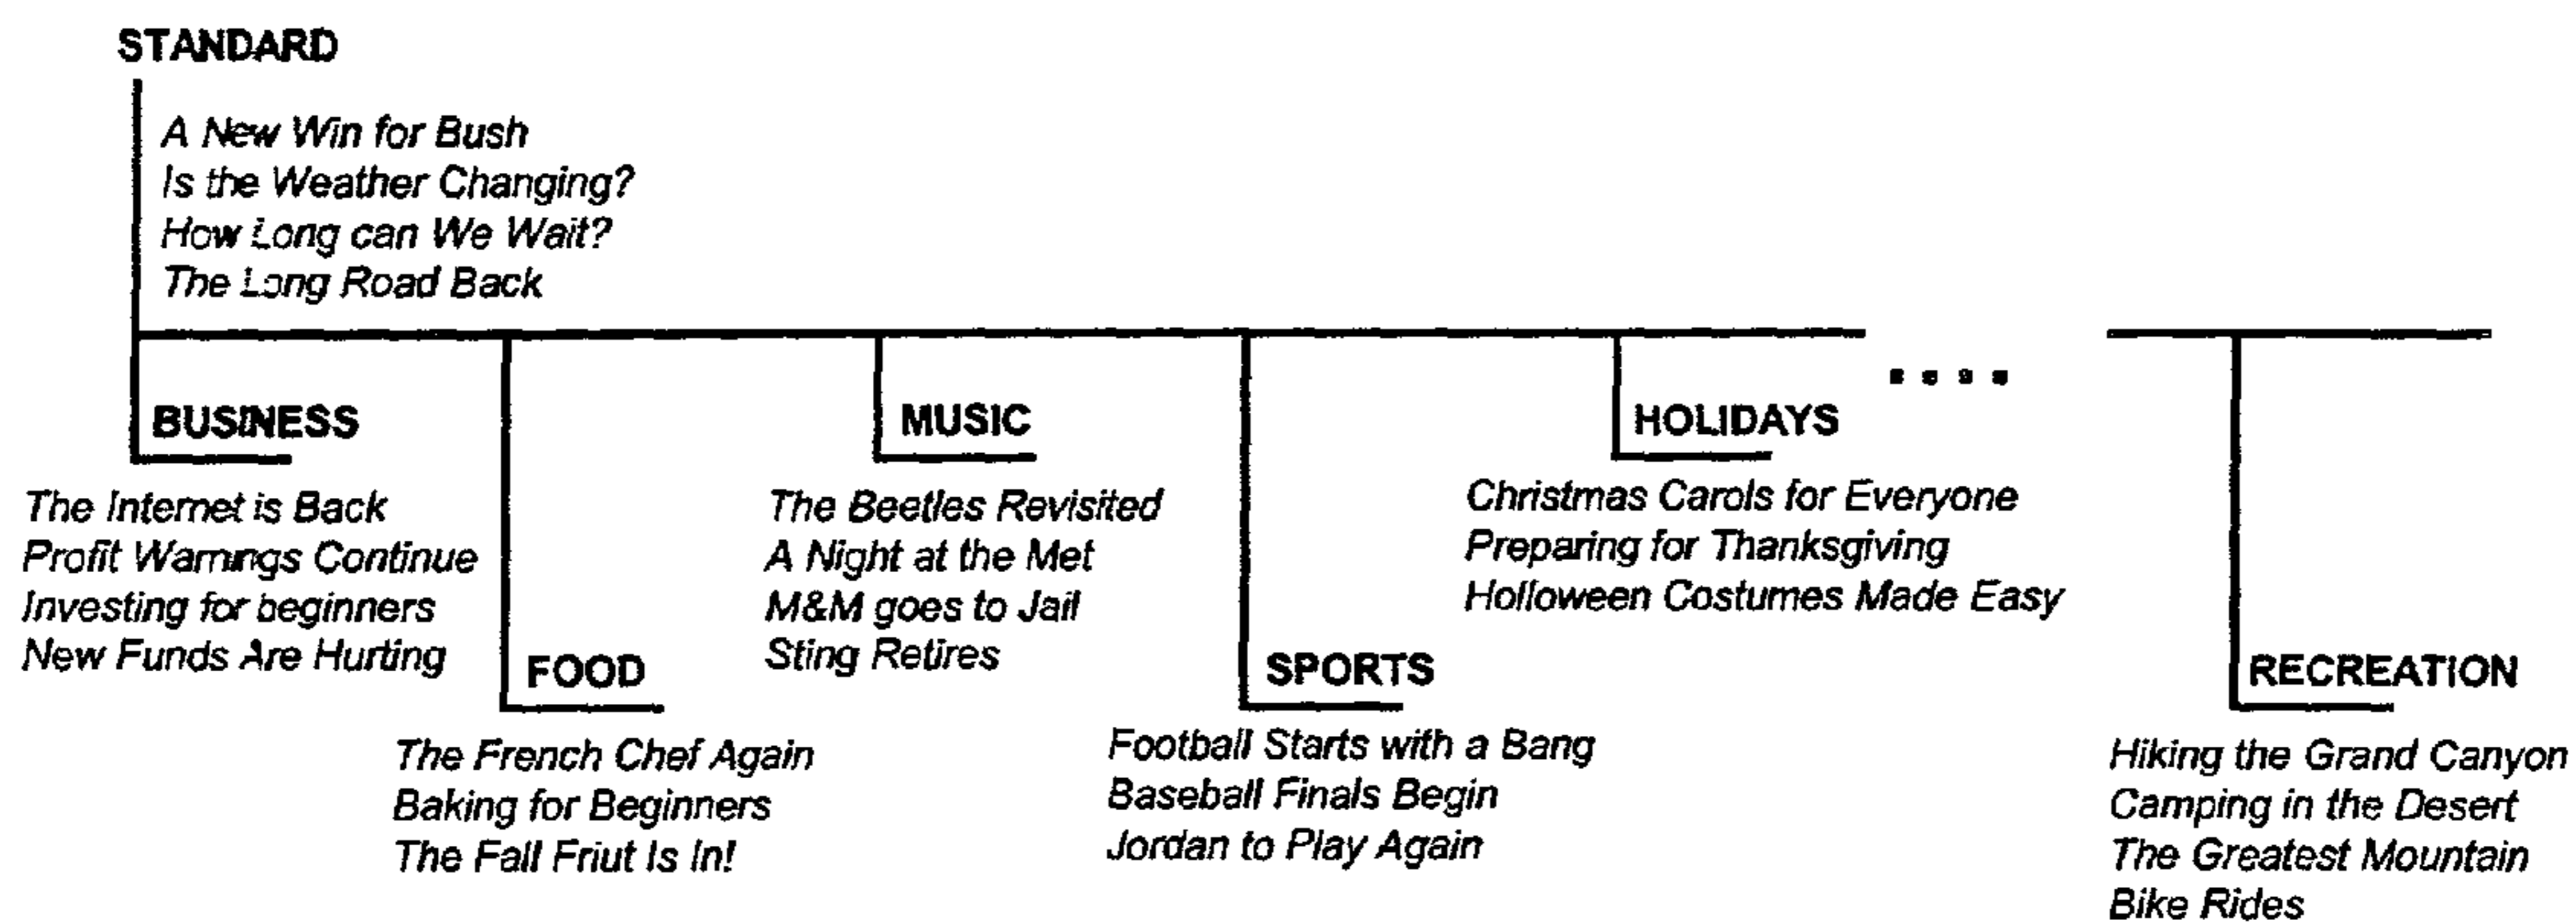 STANDARD
A New Win for Bush
Is the Weather Changing?
How Long can We Wait?
The Long Road Back
BUSINESS
The Internet is Back
Profit Warnings Continue
Investing for beginners
New Funds Are Hurting
FOOD
The French Chef Again
Baking for Beginners
The Fall Friut Is In!
MUSIC
The Beetles Revisited
A Night at the Met
M&M goes to Jail
Sting Retires
SPORTS
Football Starts with a Bang
Baseball Finals Begin
Jordan to Play Again
HOLIDAYS
Christmas Carols for Everyone
Preparing for Thanksgiving
Holloween Costumes Made Easy
....
RECREATION
Hiking the Grand Canyon
Camping in the Desert
The Greatest Mountain
Bike Rides